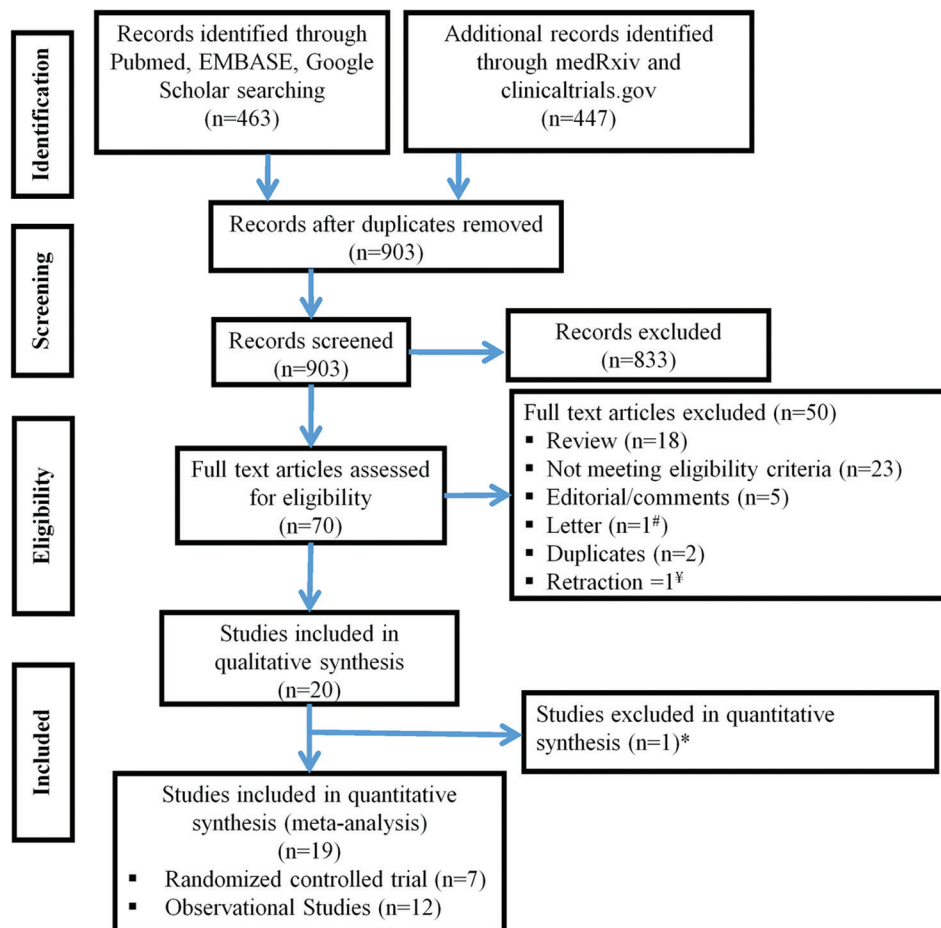 Identification
Records identified through
Pubmed, EMBASE, Google
Scholar searching
(n=463)
Additional records identified
through medRxiv and
clinicaltrials.gov
(n=447)
Records after duplicates removed
(n=903)
Screening
Records screened
(n=903)
Records excluded
(n=833)
Eligibility
Full text articles assessed
for eligibility
(n=70)
Full text articles excluded (n=50)
▪ Review (n=18)
▪ Not meeting eligibility criteria (n=23)
▪ Editorial/comments (n=5)
▪ Letter (n=1#)
▪ Duplicates (n=2)
▪ Retraction =1¥
Studies included in
qualitative synthesis
(n=20)
Included
Studies excluded in quantitative
synthesis (n=1)*
Studies included in quantitative
synthesis (meta-analysis)
(n=19)
▪ Randomized controlled trial (n=7)
▪ Observational Studies (n=12)